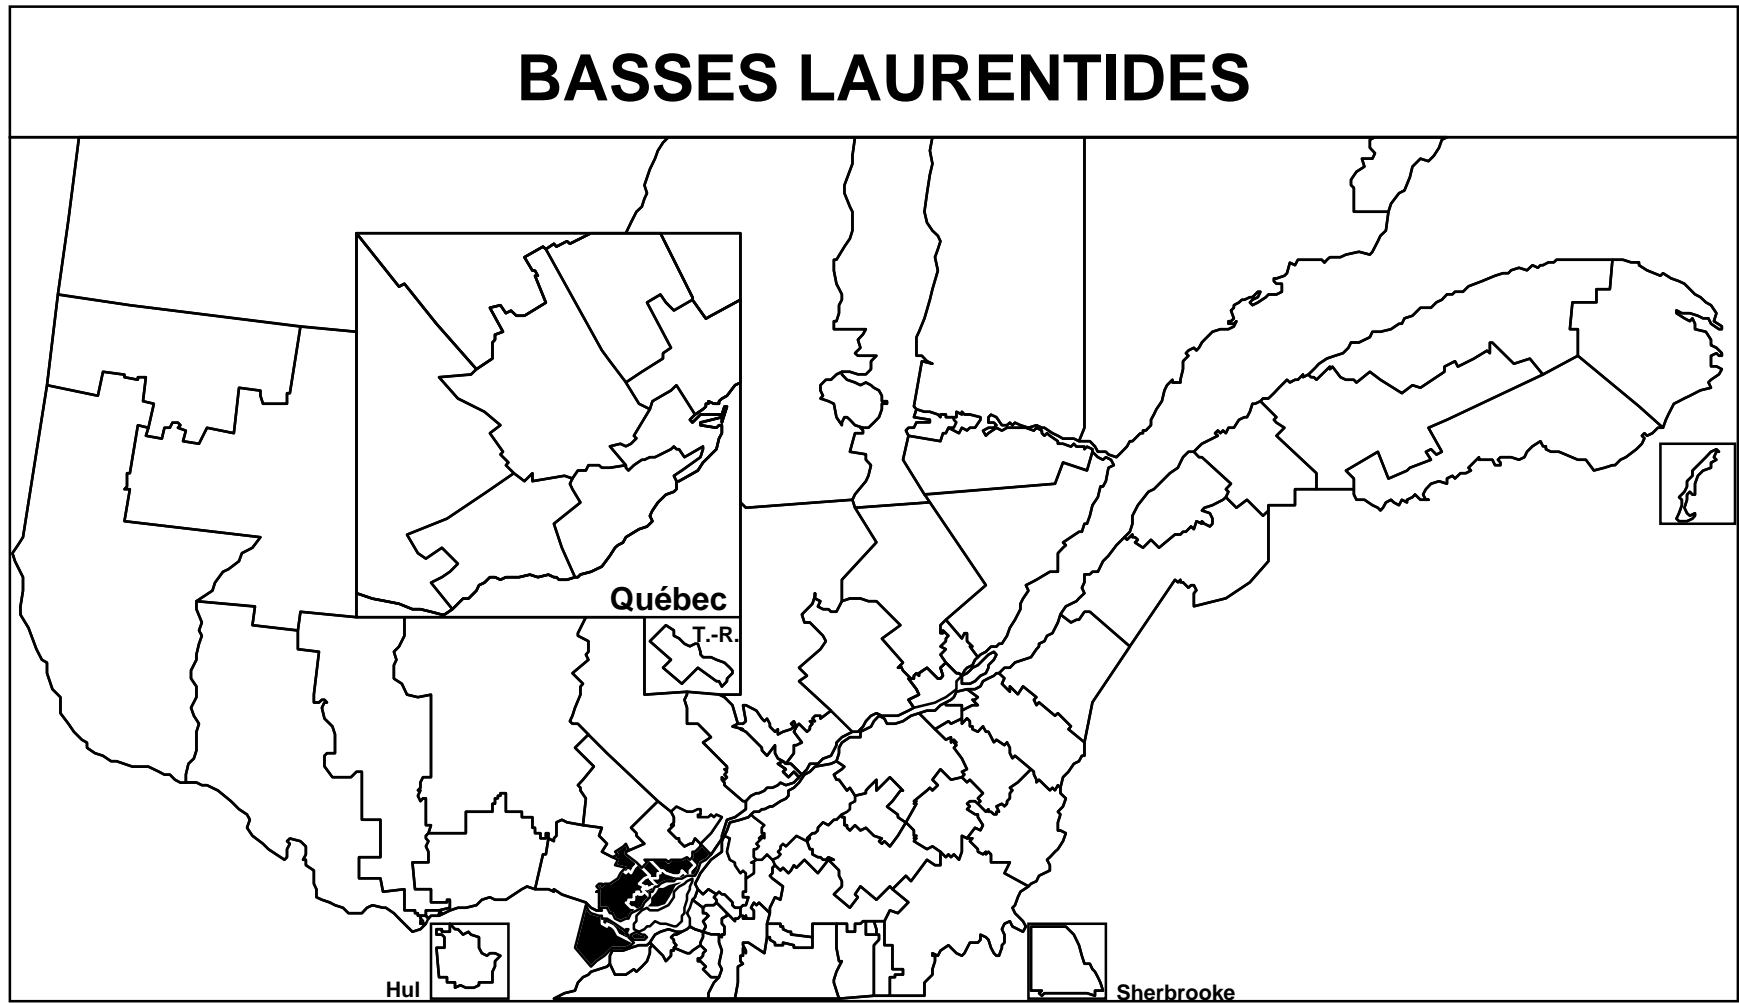 BASSES LAURENTIDES
Québec
T.-R.
Hul
Sherbrooke